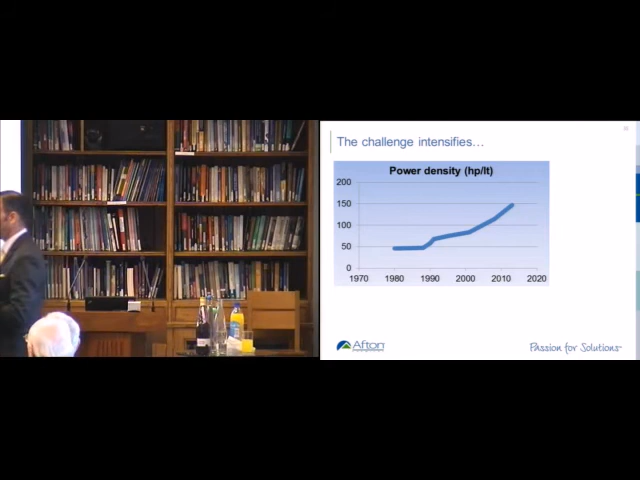 The challenge intensifies...
Power density (hp/lt)
200
150
100
50
0
1970 1980 1990 2000 2010 2020
Afton
Passion for Solutions